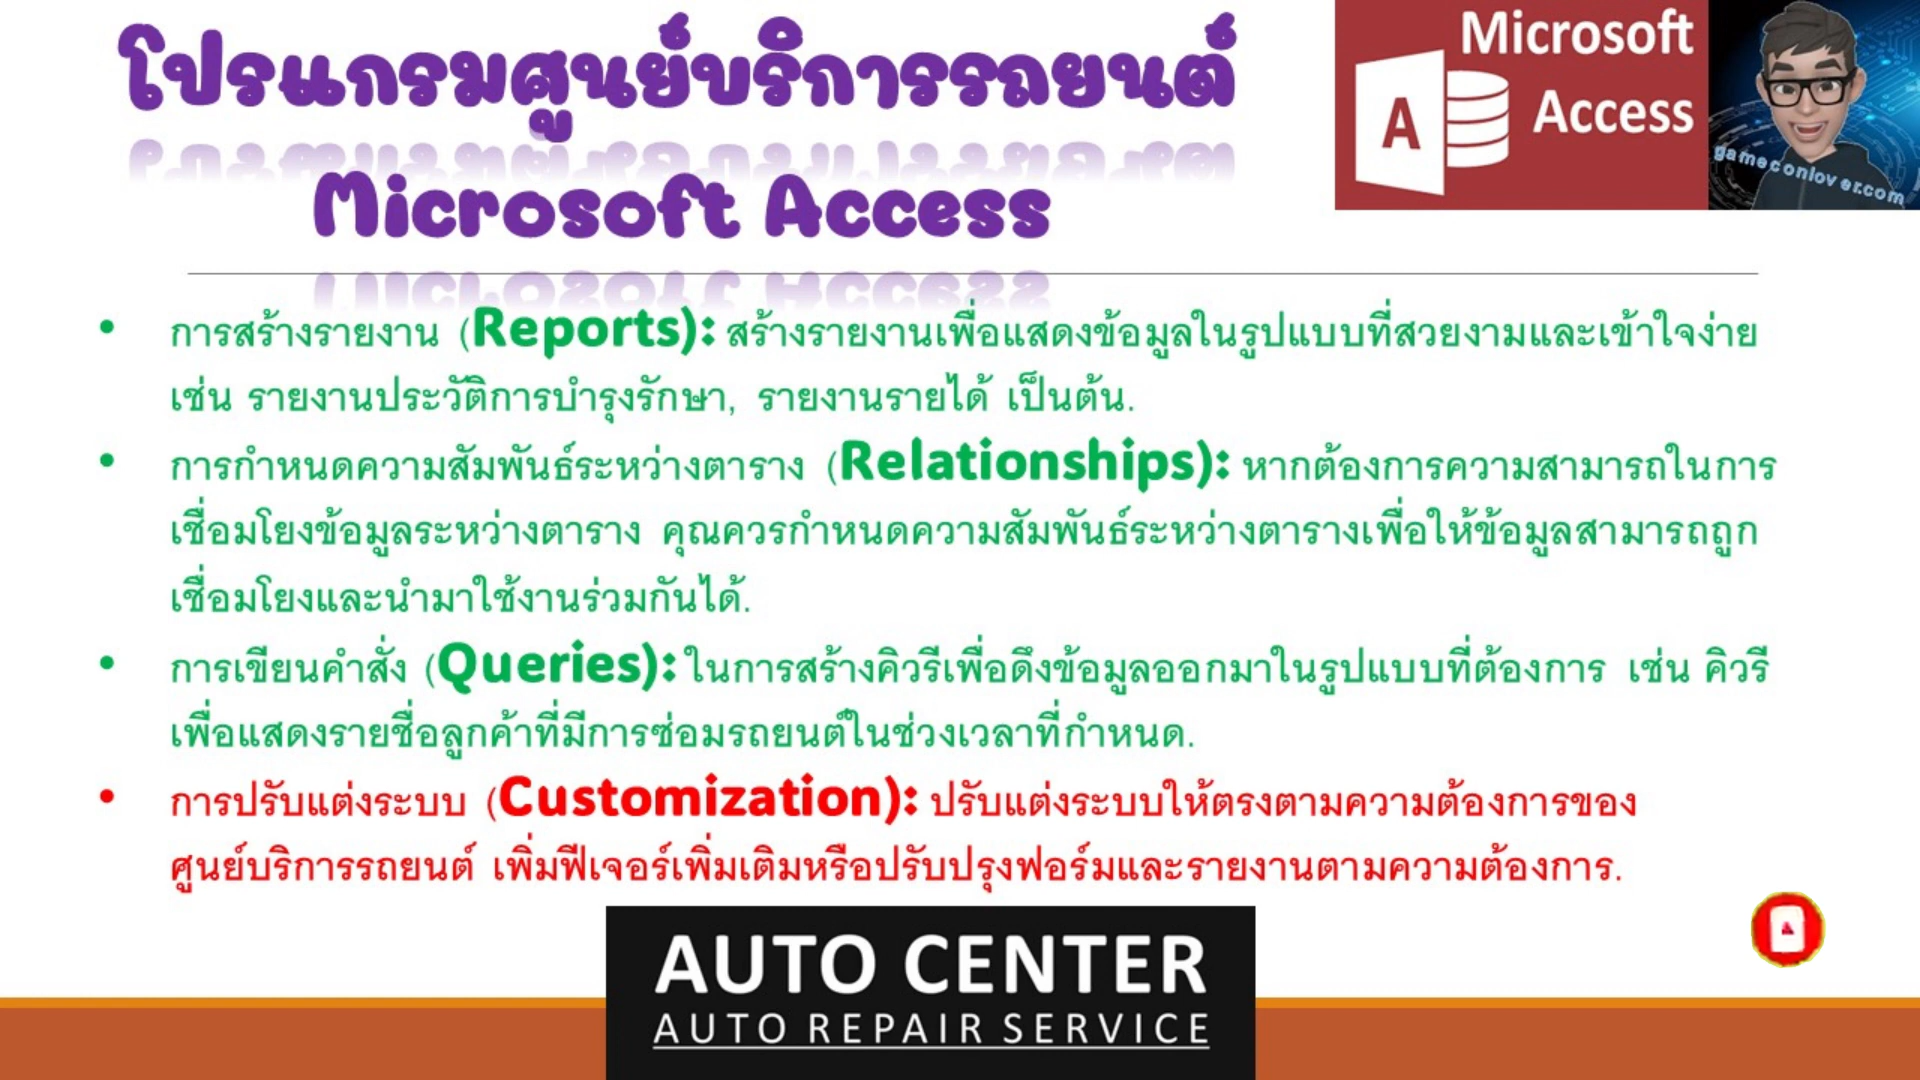 โปรแกรมศูนย์บริการรถยนต์
Microsoft Access
Microsoft
Access
A
gameconlover.com
• การสร้างรายงาน (Reports): สร้างรายงานเพื่อแสดงข้อมูลในรูปแบบที่สวยงามและเข้าใจง่าย
เช่น รายงานประวัติการบำรุงรักษา, รายงานรายได้ เป็นต้น.
• การกำหนดความสัมพันธ์ระหว่างตาราง (Relationships): หากต้องการความสามารถในการ
เชื่อมโยงข้อมูลระหว่างตาราง คุณควรกำหนดความสัมพันธ์ระหว่างตารางเพื่อให้ข้อมูลสามารถถูก
เชื่อมโยงและนำมาใช้งานร่วมกันได้.
• การเขียนคำสั่ง (Queries): ในการสร้างคิวรีเพื่อดึงข้อมูลออกมาในรูปแบบที่ต้องการ เช่น คิวรี
เพื่อแสดงรายชื่อลูกค้าที่มีการซ่อมรถยนต์ในช่วงเวลาที่กำหนด.
• การปรับแต่งระบบ (Customization): ปรับแต่งระบบให้ตรงตามความต้องการของ
ศูนย์บริการรถยนต์ เพิ่มฟีเจอร์เพิ่มเติมหรือปรับปรุงฟอร์มและรายงานตามความต้องการ.
AUTO CENTER
AUTO REPAIR SERVICE